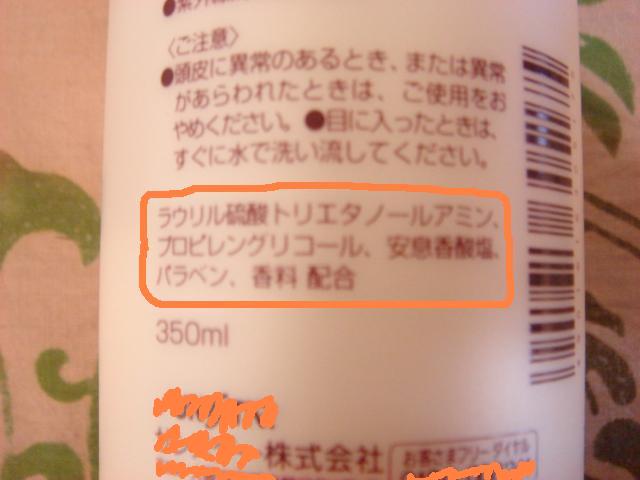 〈ご注意〉
●頭皮に異常のあるとき、または異常
があらわれたときは、ご使用をお
やめください。●目に入ったときは、
すぐに水で洗い流してください。
ラウリル硫酸トリエタノールアミン、
プロピレングリコール、安息香酸塩、
パラベン、香料 配合
350ml
株式会社
お客さまフリーダイヤル